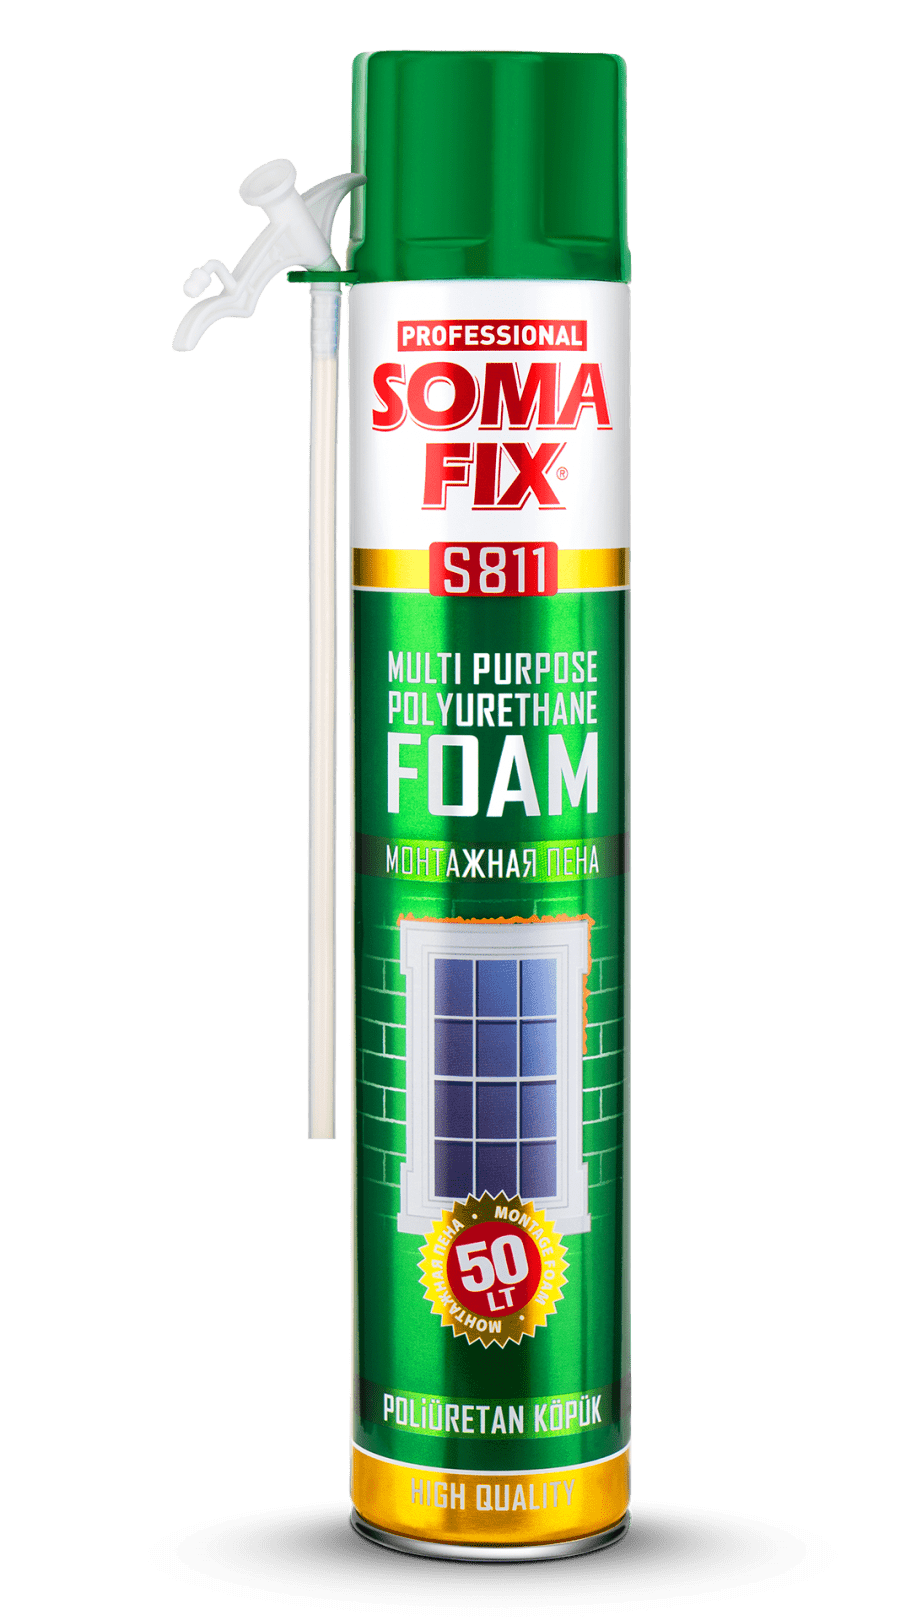 PROFESSIONAL
SOMA
FIX®
S811
MULTI PURPOSE
POLYURETHANE
FOAM
МОНТАЖНАЯ ПЕНА
МОНТАЖНАЯ ПЕНА • MONTAGE FOAM •
50
LT
POLİÜRETAN KÖPÜK
HIGH QUALITY